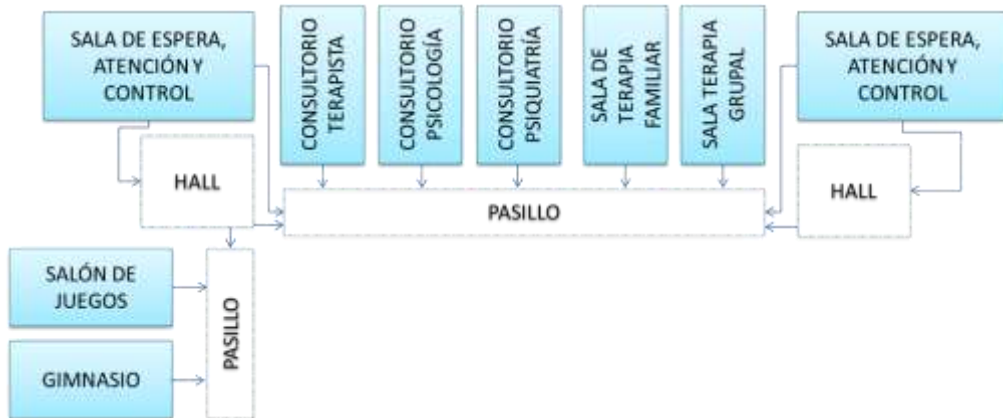 SALA DE ESPERA,
ATENCIÓN Y
CONTROL
CONSULTORIO
TERAPISTA
CONSULTORIO
PSICOLOGÍA
CONSULTORIO
PSIQUIATRÍA
SALA DE
TERAPIA
FAMILIAR
SALA TERAPIA
GRUPAL
SALA DE ESPERA,
ATENCIÓN Y
CONTROL
HALL
PASILLO
HALL
SALÓN DE
JUEGOS
PASILLO
GIMNASIO